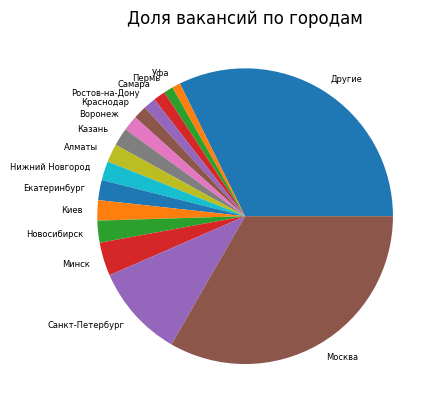 Доля вакансий по городам
Другие
Уфа
Пермь
Самара
Ростов-на-Дону
Краснодар
Воронеж
Казань
Алматы
Нижний Новгород
Екатеринбург
Киев
Новосибирск
Минск
Санкт-Петербург
Москва